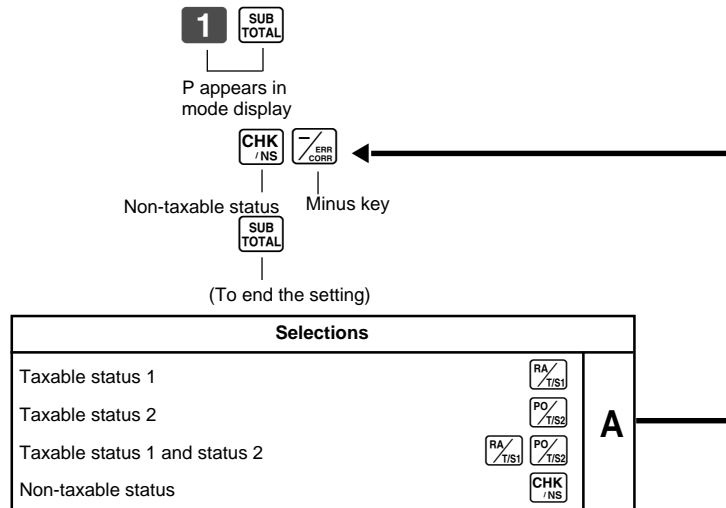 1 SUB TOTAL
P appears in
mode display
CHK /NS − ERR CORR
Non-taxable status Minus key
SUB TOTAL
(To end the setting)
Selections
Taxable status 1 RA T/S1
Taxable status 2 PO T/S2
Taxable status 1 and status 2 RA T/S1 PO T/S2
Non-taxable status CHK /NS
A